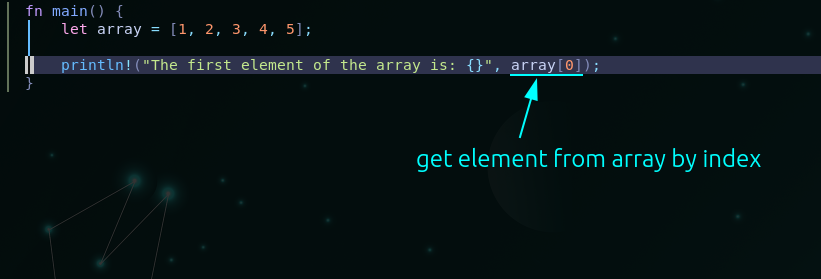 fn main() {
    let array = [1, 2, 3, 4, 5];
    println!("The first element of the array is: {}", array[0]);
}
get element from array by index